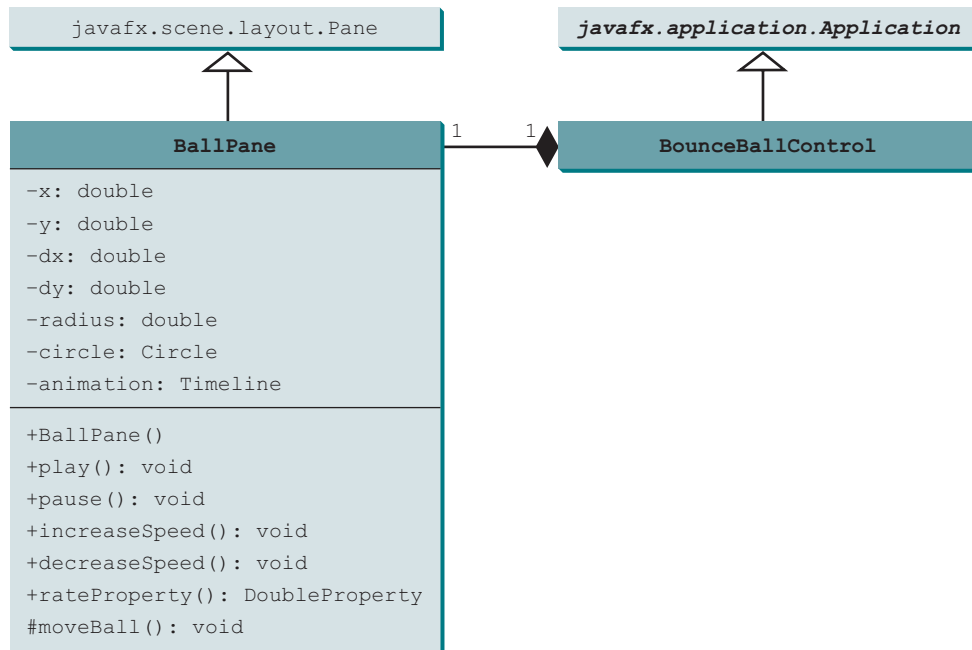 javafx.scene.layout.Pane
javafx.application.Application
BallPane
1
1
BounceBallControl
-x: double
-y: double
-dx: double
-dy: double
-radius: double
-circle: Circle
-animation: Timeline
+BallPane()
+play(): void
+pause(): void
+increaseSpeed(): void
+decreaseSpeed(): void
+rateProperty(): DoubleProperty
#moveBall(): void